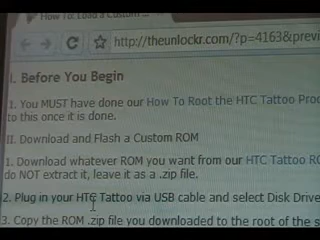 How To: Load a Custom ...
http://theunlockr.com/?p=4163&previ
I. Before You Begin
1. You MUST have done our How To Root the HTC Tattoo Proc
to this once it is done.
II. Download and Flash a Custom ROM
1. Download whatever ROM you want from our HTC Tattoo RO
do NOT extract it, leave it as a .zip file.
2. Plug in your HTC Tattoo via USB cable and select Disk Drive
3. Copy the ROM .zip file you downloaded to the root of the s